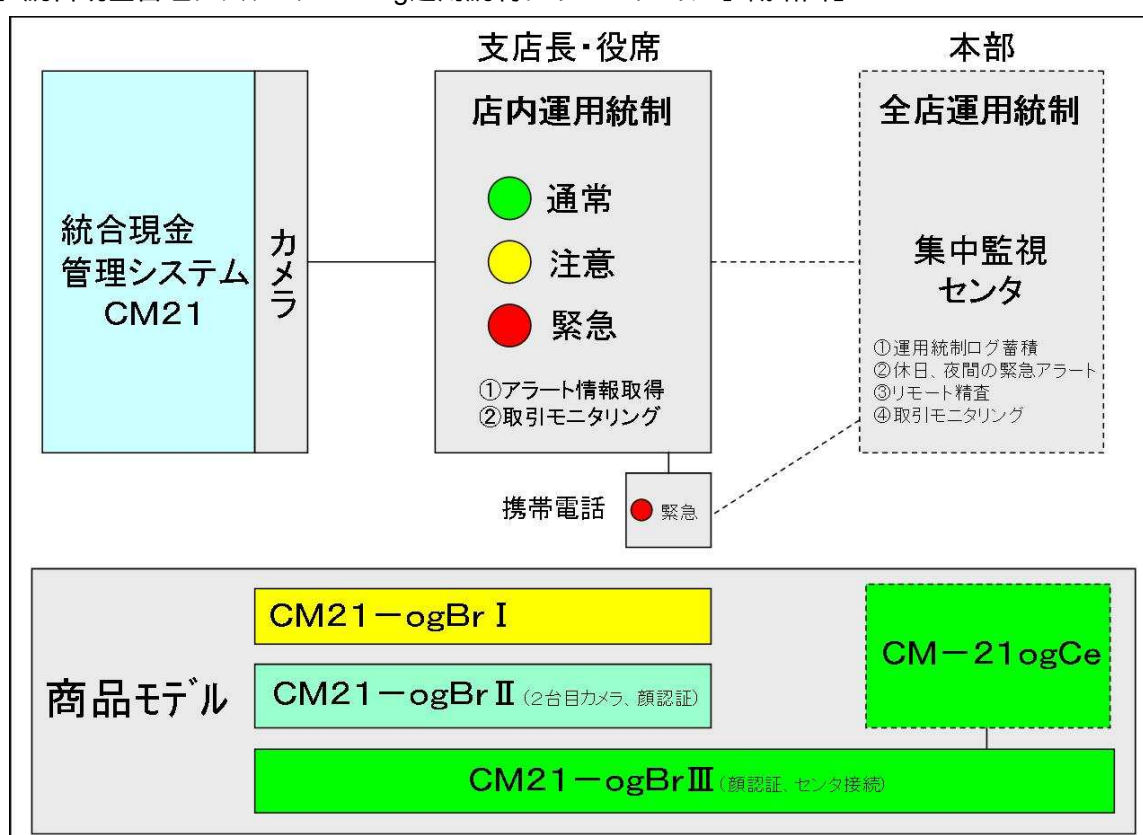 支店長・役席
本部
統合現金
管理システム
CM21
カメラ
店内運用統制
通常
注意
緊急
①アラート情報取得
②取引モニタリング
全店運用統制
集中監視
センタ
①運用統制ログ蓄積
②休日、夜間の緊急アラート
③リモート精査
④取引モニタリング
携帯電話
緊急
商品モデル
CM21－ogBrⅠ
CM21－ogBrⅡ(2台目カメラ、顔認証)
CM21－ogBrⅢ(顔認証、センタ接続)
CM－21ogCe